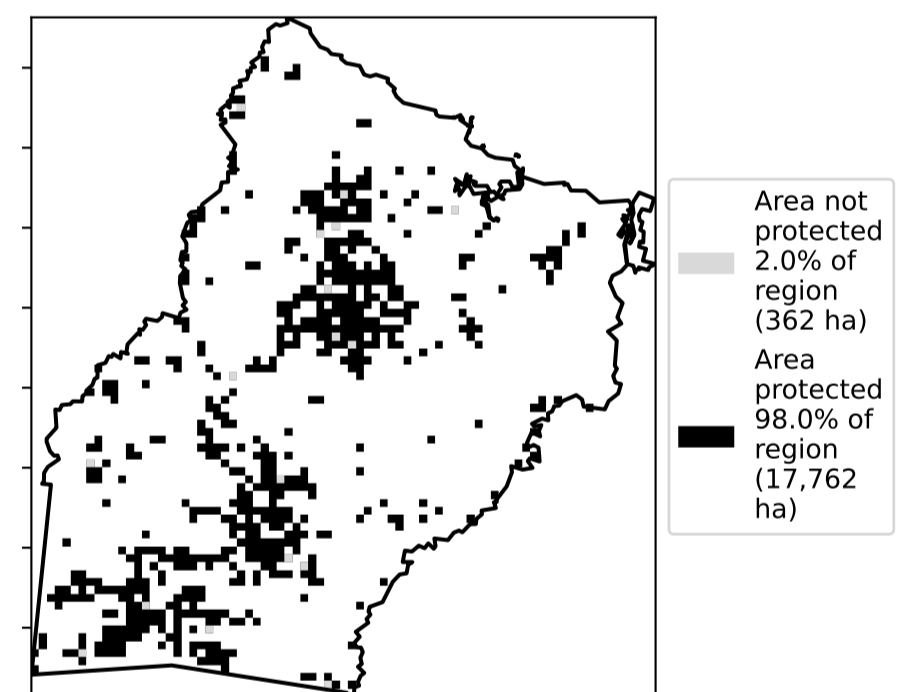 Area not
protected
2.0% of
region
(362 ha)
Area
protected
98.0% of
region
(17,762
ha)